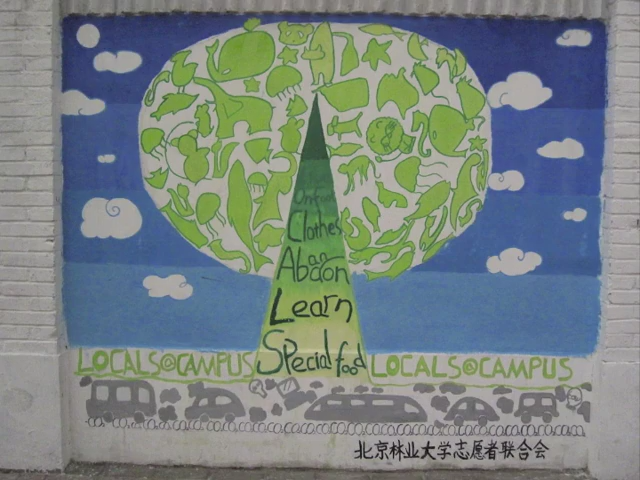 Clothes
Abadon
Learn
Special food
LOCALS@CAMPUS LOCALS@CAMPUS
北京林业大学志愿者联合会